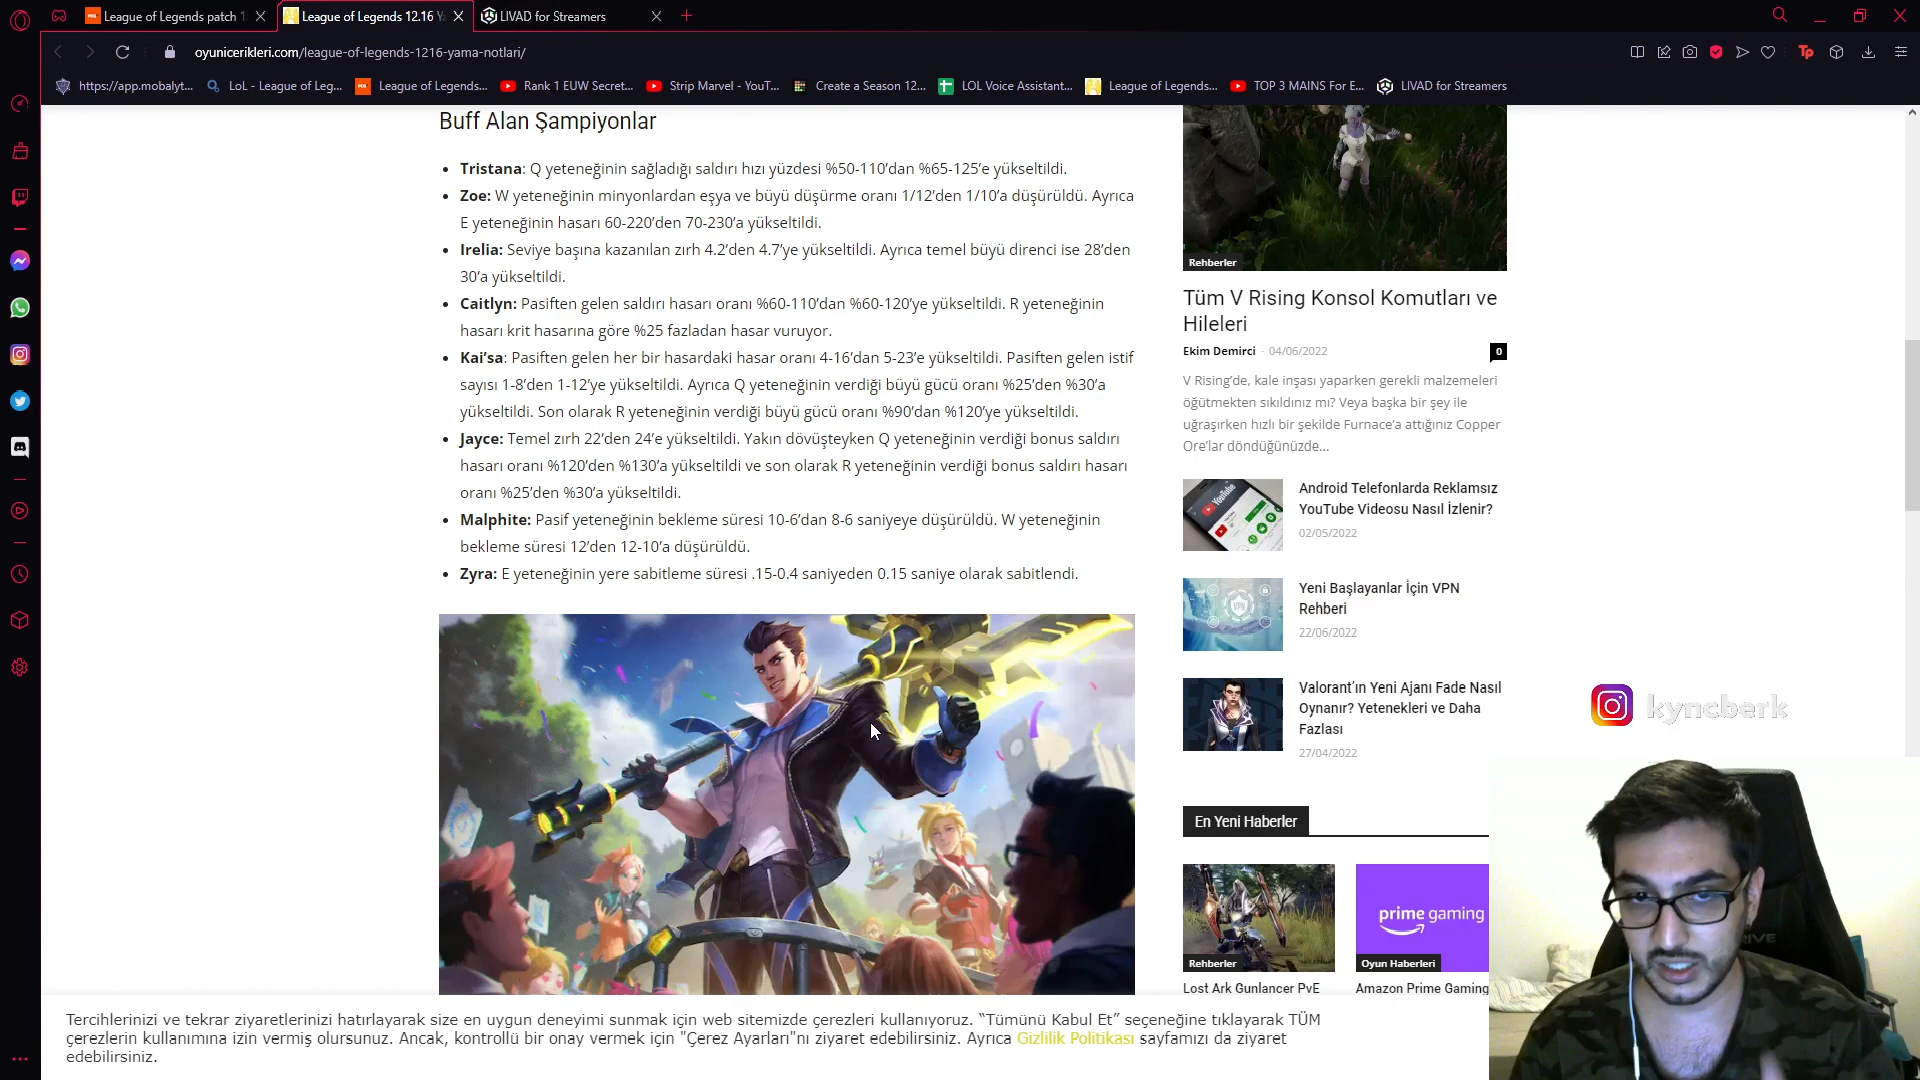 League of Legends patch 1
League of Legends 12.16 Ya
LIVAD for Streamers
oyunicerikleri.com/league-of-legends-1216-yama-notlari/
https://app.mobalyt...
LoL - League of Leg...
League of Legends...
Rank 1 EUW Secret...
Strip Marvel - YouT...
Create a Season 12...
LOL Voice Assistant...
League of Legends...
TOP 3 MAINS For E...
LIVAD for Streamers
Buff Alan Şampiyonlar
Tristana: Q yeteneğinin sağladığı saldırı hızı yüzdesi %50-110’dan %65-125’e yükseltildi.
Zoe: W yeteneğinin minyonlardan eşya ve büyü düşürme oranı 1/12’den 1/10’a düşürüldü. Ayrıca
E yeteneğinin hasarı 60-220’den 70-230’a yükseltildi.
Irelia: Seviye başına kazanılan zırh 4.2’den 4.7’ye yükseltildi. Ayrıca temel büyü direnci ise 28’den
30’a yükseltildi.
Caitlyn: Pasiften gelen saldırı hasarı oranı %60-110’dan %60-120’ye yükseltildi. R yeteneğinin
hasarı krit hasarına göre %25 fazladan hasar vuruyor.
Kai’sa: Pasiften gelen her bir hasardaki hasar oranı 4-16’dan 5-23’e yükseltildi. Pasiften gelen istif
sayısı 1-8’den 1-12’ye yükseltildi. Ayrıca Q yeteneğinin verdiği büyü gücü oranı %25’den %30’a
yükseltildi. Son olarak R yeteneğinin verdiği büyü gücü oranı %90’dan %120’ye yükseltildi.
Jayce: Temel zırh 22’den 24’e yükseltildi. Yakın dövüşteyken Q yeteneğinin verdiği bonus saldırı
hasarı oranı %120’den %130’a yükseltildi ve son olarak R yeteneğinin verdiği bonus saldırı hasarı
oranı %25’den %30’a yükseltildi.
Malphite: Pasif yeteneğinin bekleme süresi 10-6’dan 8-6 saniyeye düşürüldü. W yeteneğinin
bekleme süresi 12’den 12-10’a düşürüldü.
Zyra: E yeteneğinin yere sabitleme süresi .15-0.4 saniyeden 0.15 saniye olarak sabitlendi.
Rehberler
Tüm V Rising Konsol Komutları ve
Hileleri
Ekim Demirci - 04/06/2022
0
V Rising’de, kale inşası yaparken gerekli malzemeleri
öğütmekten sıkıldınız mı? Veya başka bir şey ile
uğraşırken hızlı bir şekilde Furnace’a attığınız Copper
Ore’lar döndüğünüzde...
YouTube
Android Telefonlarda Reklamsız
YouTube Videosu Nasıl İzlenir?
02/05/2022
VPN
Yeni Başlayanlar İçin VPN
Rehberi
22/06/2022
Valorant’ın Yeni Ajanı Fade Nasıl
Oynanır? Yetenekleri ve Daha
Fazlası
27/04/2022
kyncberk
En Yeni Haberler
Rehberler
Lost Ark Gunlancer PvE
prime gaming
Oyun Haberleri
Amazon Prime Gaming
Tercihlerinizi ve tekrar ziyaretlerinizi hatırlayarak size en uygun deneyimi sunmak için web sitemizde çerezleri kullanıyoruz. “Tümünü Kabul Et” seçeneğine tıklayarak TÜM
çerezlerin kullanımına izin vermiş olursunuz. Ancak, kontrollü bir onay vermek için "Çerez Ayarları"nı ziyaret edebilirsiniz. Ayrıca Gizlilik Politikası sayfamızı da ziyaret
edebilirsiniz.